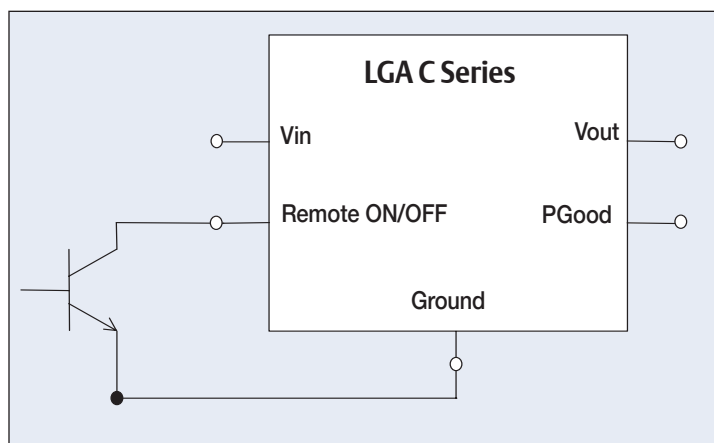 LGA C Series
Vin
Vout
Remote ON/OFF
PGood
Ground